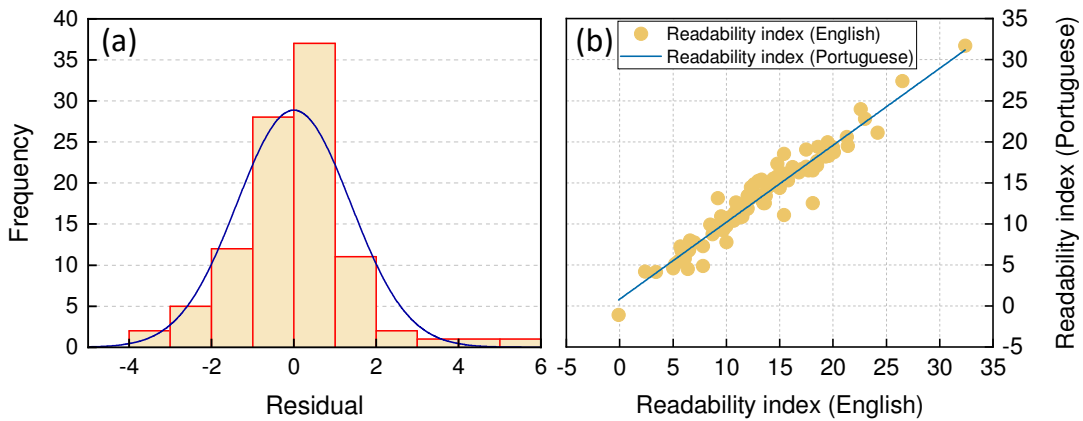 (a)
Frequency
40
35
30
25
20
15
10
5
0
-4 -2 0 2 4 6
Residual
(b)
Readability index (English)
Readability index (Portuguese)
35
30
25
20
15
10
5
0
-5
Readability index (Portuguese)
-5 0 5 10 15 20 25 30 35
Readability index (English)